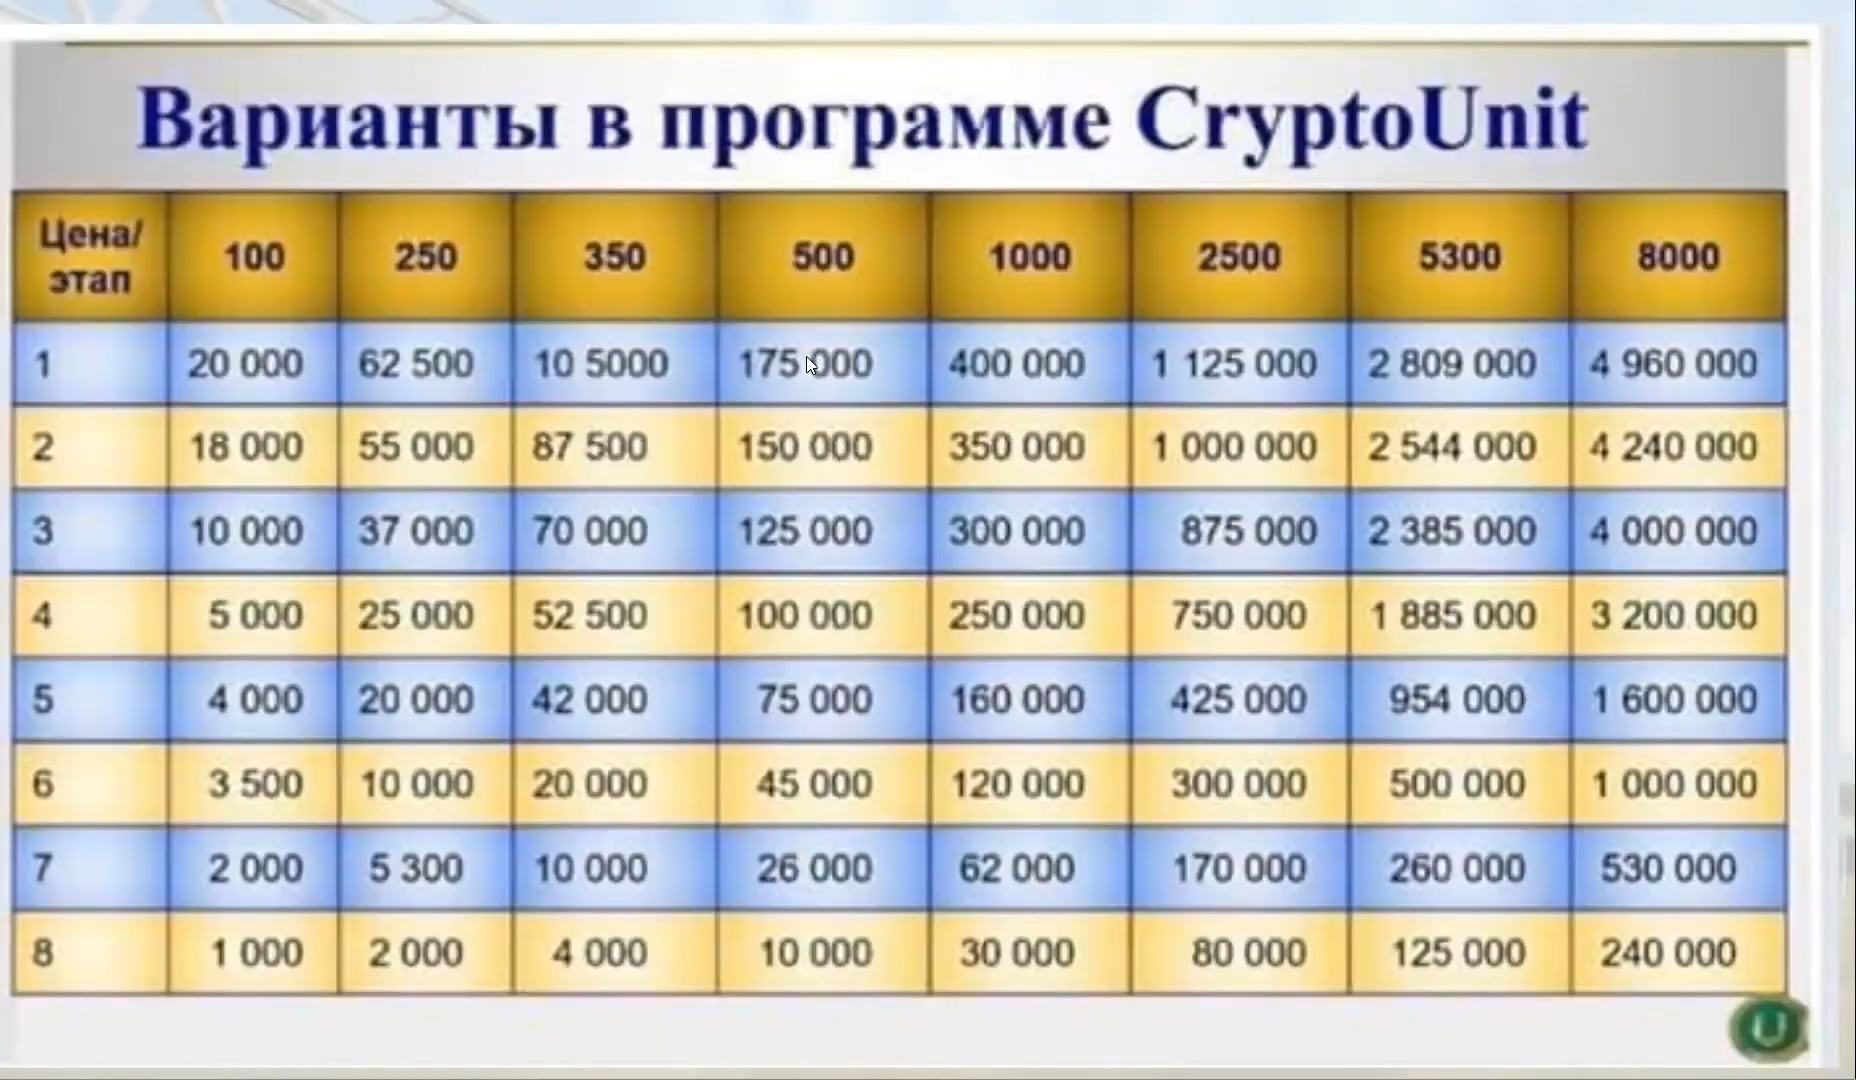 Варианты в программе CryptoUnit
Цена/этап 100 250 350 500 1000 2500 5300 8000
1 20 000 62 500 10 5000 175 000 400 000 1 125 000 2 809 000 4 960 000
2 18 000 55 000 87 500 150 000 350 000 1 000 000 2 544 000 4 240 000
3 10 000 37 000 70 000 125 000 300 000 875 000 2 385 000 4 000 000
4 5 000 25 000 52 500 100 000 250 000 750 000 1 885 000 3 200 000
5 4 000 20 000 42 000 75 000 160 000 425 000 954 000 1 600 000
6 3 500 10 000 20 000 45 000 120 000 300 000 500 000 1 000 000
7 2 000 5 300 10 000 26 000 62 000 170 000 260 000 530 000
8 1 000 2 000 4 000 10 000 30 000 80 000 125 000 240 000
U